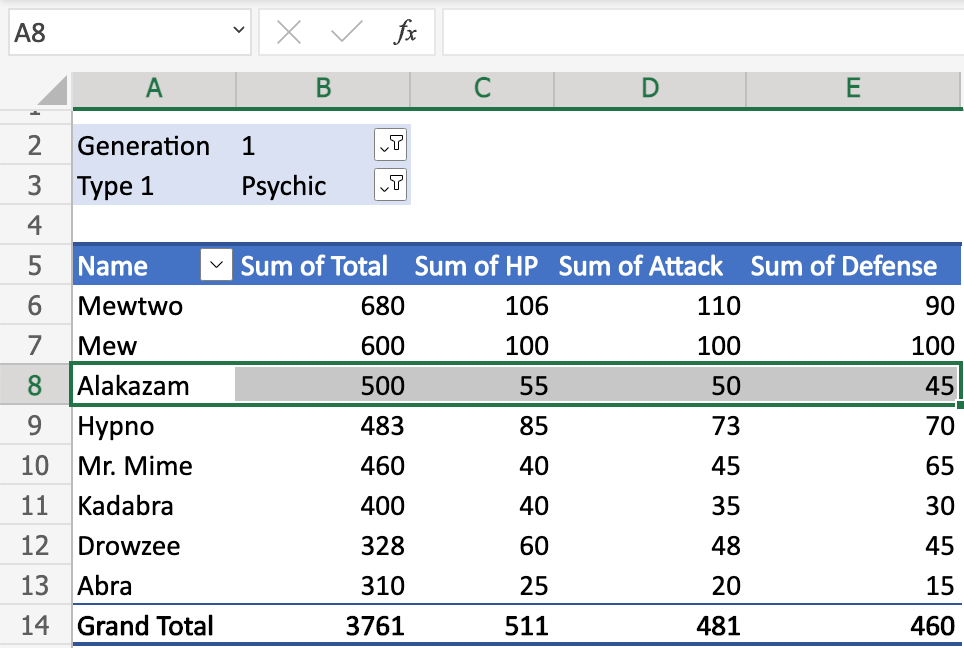 A8 fx
A B C D E
1
2 Generation 1
3 Type 1 Psychic
4
5 Name Sum of Total Sum of HP Sum of Attack Sum of Defense
6 Mewtwo 680 106 110 90
7 Mew 600 100 100 100
8 Alakazam 500 55 50 45
9 Hypno 483 85 73 70
10 Mr. Mime 460 40 45 65
11 Kadabra 400 40 35 30
12 Drowzee 328 60 48 45
13 Abra 310 25 20 15
14 Grand Total 3761 511 481 460